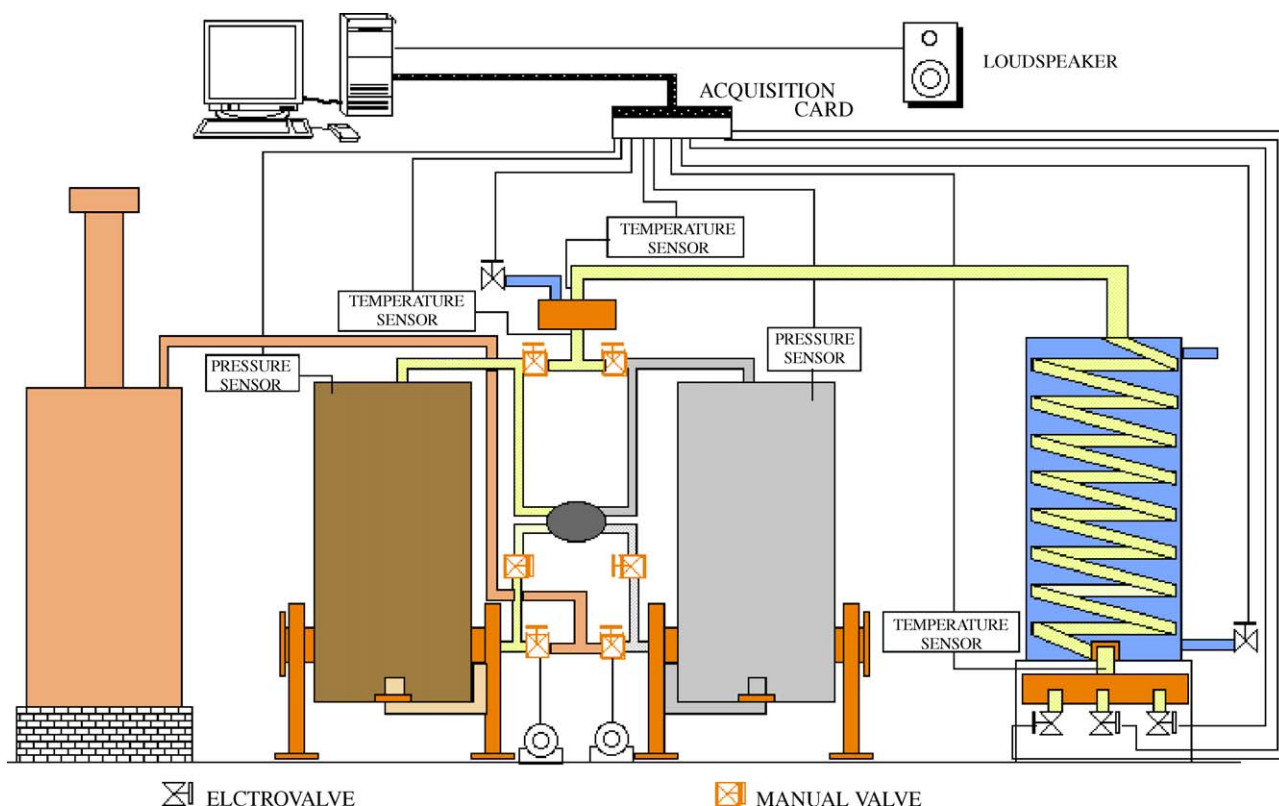 LOUDSPEAKER
ACQUISITION
CARD
TEMPERATURE
SENSOR
TEMPERATURE
SENSOR
PRESSURE
SENSOR
PRESSURE
SENSOR
TEMPERATURE
SENSOR
ELCTROVALVE
MANUAL VALVE